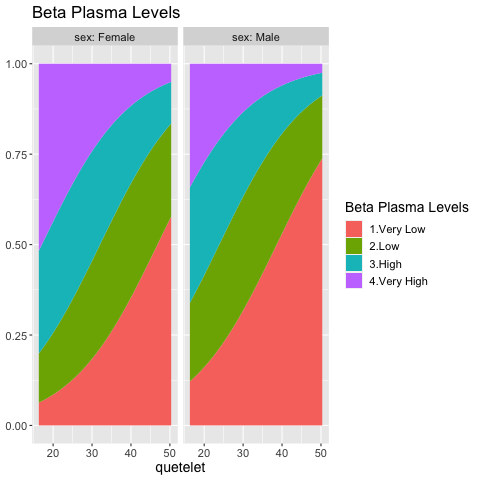 Beta Plasma Levels
sex: Female
sex: Male
1.00
0.75
0.50
0.25
0.00
20 30 40 50
20 30 40 50
quetelet
Beta Plasma Levels
1.Very Low
2.Low
3.High
4.Very High